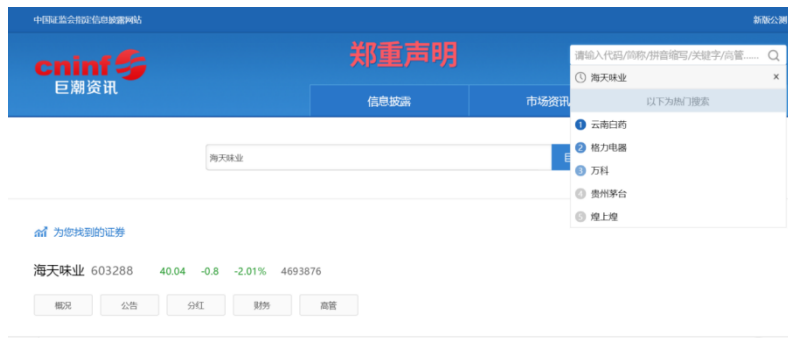 中国证监会指定信息披露网站
新版公测
cninf
巨潮资讯
郑重声明
请输入代码/简称/拼音缩写/关键字/高管......
海天味业 ×
以下为热门搜索
1 云南白药
2 格力电器
3 万科
4 贵州茅台
5 煌上煌
信息披露
市场资讯
海天味业
为您找到的证券
海天味业 603288 40.04 -0.8 -2.01% 4693876
概况 公告 分红 财务 高管